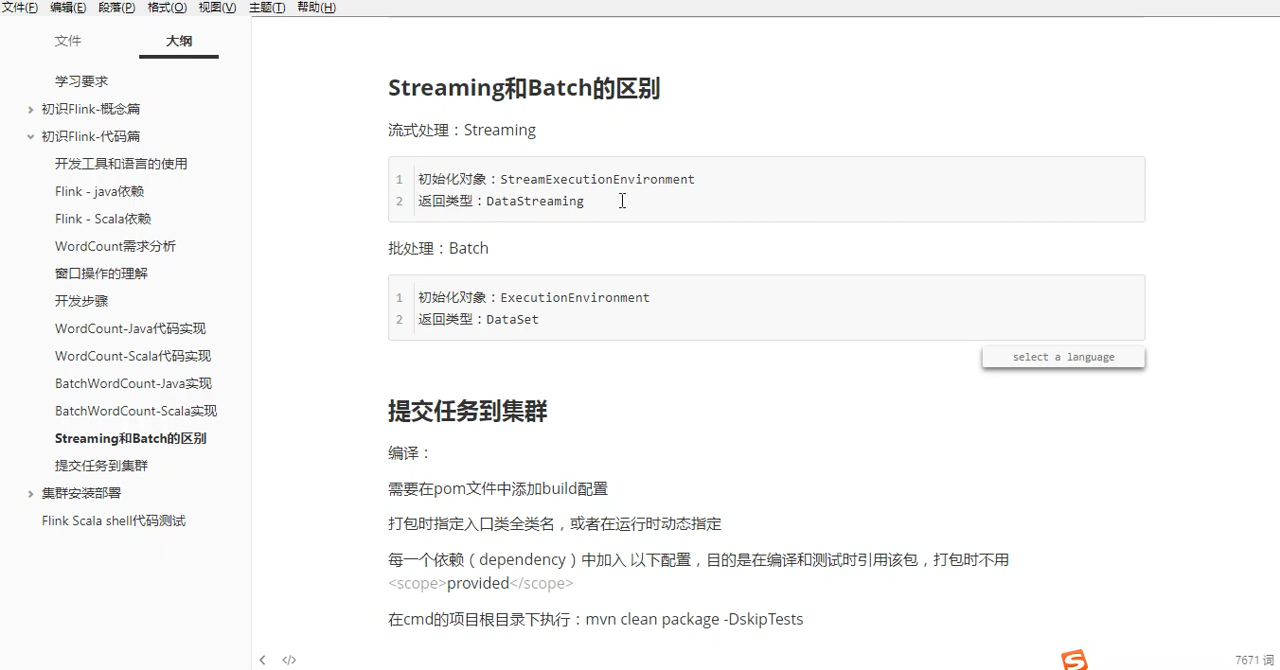 文件(F) 编辑(E) 段落(P) 格式(O) 视图(V) 主题(T) 帮助(H)
文件 大纲
学习要求
初识Flink-概念篇
初识Flink-代码篇
开发工具和语言的使用
Flink - java依赖
Flink - Scala依赖
WordCount需求分析
窗口操作的理解
开发步骤
WordCount-Java代码实现
WordCount-Scala代码实现
BatchWordCount-Java实现
BatchWordCount-Scala实现
Streaming和Batch的区别
提交任务到集群
集群安装部署
Flink Scala shell代码测试
Streaming和Batch的区别
流式处理：Streaming
1 初始化对象：StreamExecutionEnvironment
2 返回类型：DataStreaming
批处理：Batch
1 初始化对象：ExecutionEnvironment
2 返回类型：DataSet
select a language
提交任务到集群
编译：
需要在pom文件中添加build配置
打包时指定入口类全类名，或者在运行时动态指定
每一个依赖（dependency）中加入 以下配置，目的是在编译和测试时引用该包，打包时不用
<scope>provided</scope>
在cmd的项目根目录下执行：mvn clean package -DskipTests
</> 7671 词